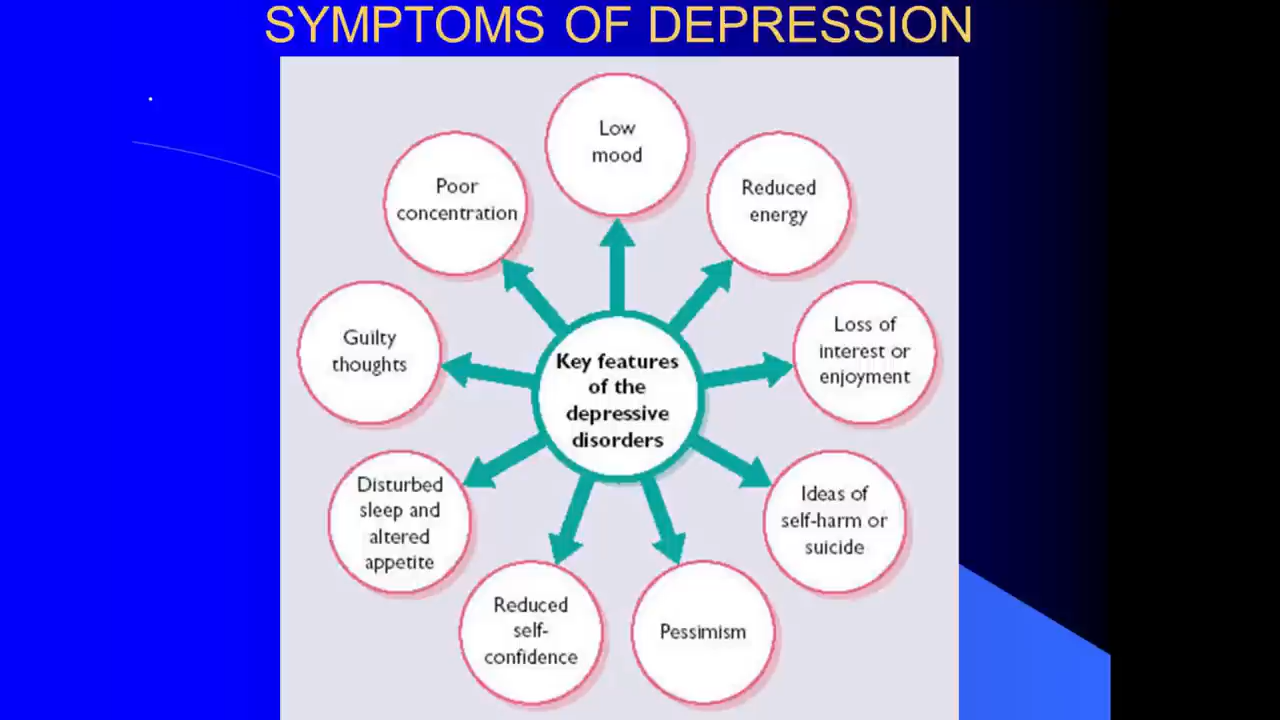 SYMPTOMS OF DEPRESSION
Low
mood
Reduced
energy
Loss of
interest or
enjoyment
Ideas of
self-harm or
suicide
Pessimism
Reduced
self-
confidence
Disturbed
sleep and
altered
appetite
Guilty
thoughts
Poor
concentration
Key features
of the
depressive
disorders